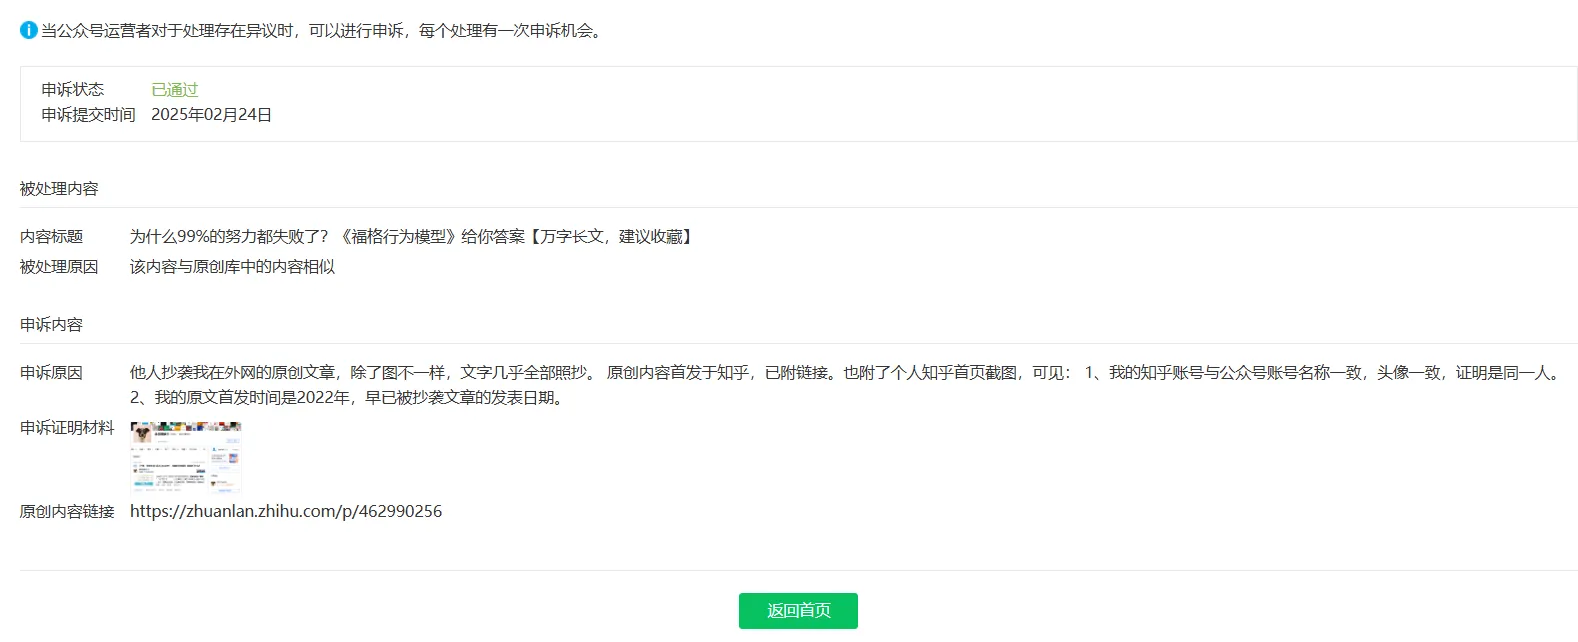 当公众号运营者对于处理存在异议时，可以进行申诉，每个处理有一次申诉机会。
申诉状态 已通过
申诉提交时间 2025年02月24日
被处理内容
内容标题 为什么99%的努力都失败了？《福格行为模型》给你答案【万字长文，建议收藏】
被处理原因 该内容与原创库中的内容相似
申诉内容
申诉原因 他人抄袭我在外网的原创文章，除了图不一样，文字几乎全部照抄。 原创内容首发于知乎，已附链接。也附了个人知乎首页截图，可见： 1、我的知乎账号与公众号账号名称一致，头像一致，证明是同一人。
2、我的原文首发时间是2022年，早已被抄袭文章的发表日期。
申诉证明材料
原创内容链接 https://zhuanlan.zhihu.com/p/462990256
返回首页